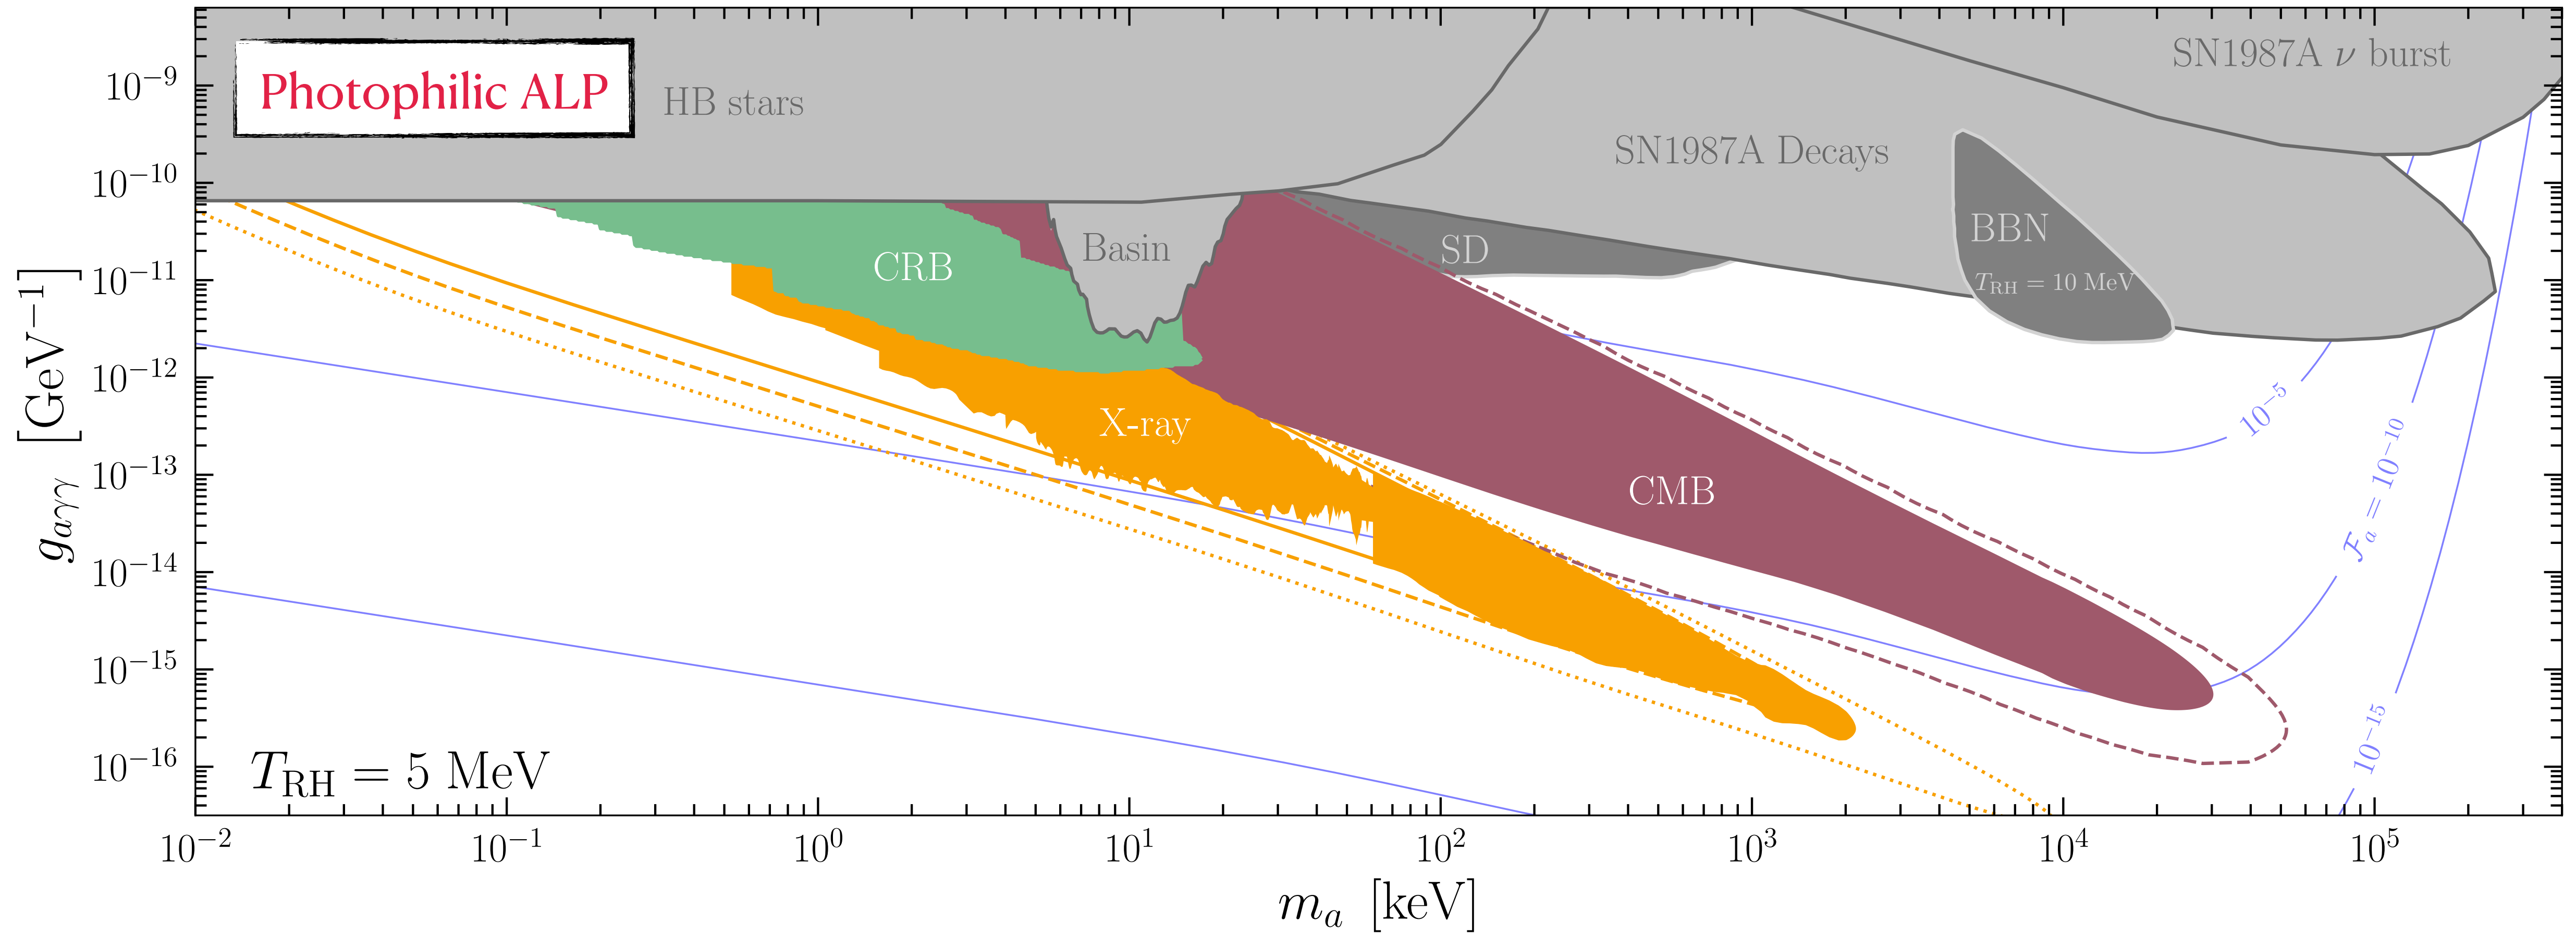 Photophilic ALP
HB stars
SN1987A ν burst
SN1987A Decays
BBN
T_RH = 10 MeV
SD
Basin
CRB
X-ray
CMB
10^−5
F_a = 10^−10
10^−15
T_RH = 5 MeV
g_aγγ [GeV^−1]
10^−9
10^−10
10^−11
10^−12
10^−13
10^−14
10^−15
10^−16
10^−2 10^−1 10^0 10^1 10^2 10^3 10^4 10^5
m_a [keV]